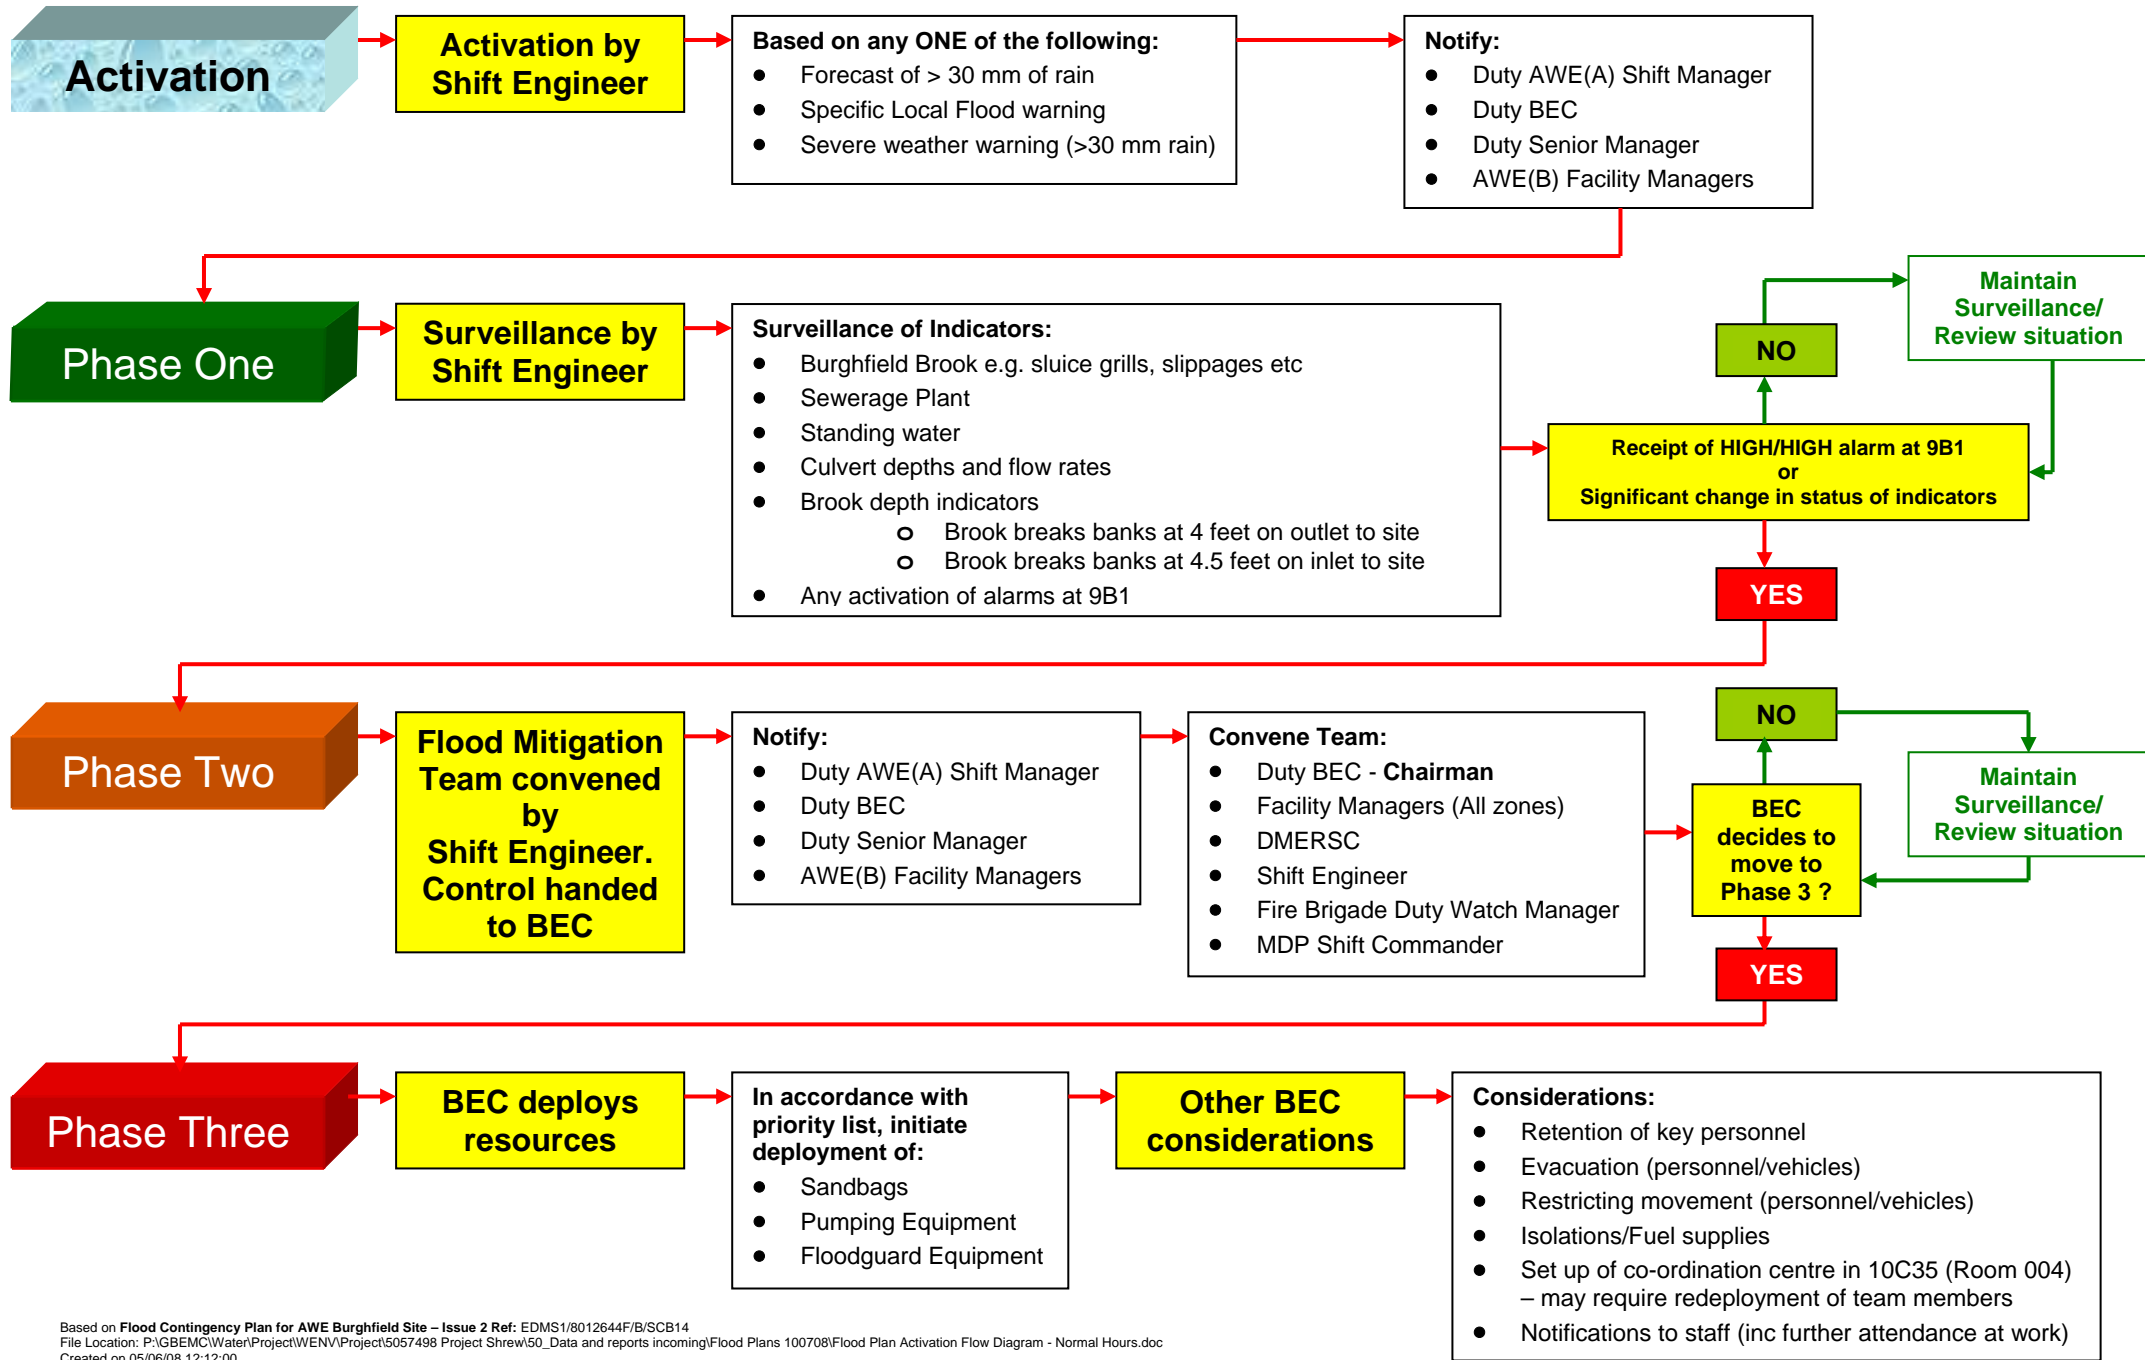 Activation
Activation by
Shift Engineer
Based on any ONE of the following:
● Forecast of > 30 mm of rain
● Specific Local Flood warning
● Severe weather warning (>30 mm rain)
Notify:
● Duty AWE(A) Shift Manager
● Duty BEC
● Duty Senior Manager
● AWE(B) Facility Managers
Phase One
Surveillance by
Shift Engineer
Surveillance of Indicators:
● Burghfield Brook e.g. sluice grills, slippages etc
● Sewerage Plant
● Standing water
● Culvert depths and flow rates
● Brook depth indicators
o Brook breaks banks at 4 feet on outlet to site
o Brook breaks banks at 4.5 feet on inlet to site
● Any activation of alarms at 9B1
Receipt of HIGH/HIGH alarm at 9B1
or
Significant change in status of indicators
NO
Maintain
Surveillance/
Review situation
YES
Phase Two
Flood Mitigation
Team convened
by
Shift Engineer.
Control handed
to BEC
Notify:
● Duty AWE(A) Shift Manager
● Duty BEC
● Duty Senior Manager
● AWE(B) Facility Managers
Convene Team:
● Duty BEC - Chairman
● Facility Managers (All zones)
● DMERSC
● Shift Engineer
● Fire Brigade Duty Watch Manager
● MDP Shift Commander
BEC
decides to
move to
Phase 3 ?
NO
Maintain
Surveillance/
Review situation
YES
Phase Three
BEC deploys
resources
In accordance with
priority list, initiate
deployment of:
● Sandbags
● Pumping Equipment
● Floodguard Equipment
Other BEC
considerations
Considerations:
● Retention of key personnel
● Evacuation (personnel/vehicles)
● Restricting movement (personnel/vehicles)
● Isolations/Fuel supplies
● Set up of co-ordination centre in 10C35 (Room 004)
– may require redeployment of team members
● Notifications to staff (inc further attendance at work)
Based on Flood Contingency Plan for AWE Burghfield Site – Issue 2 Ref: EDMS1/8012644F/B/SCB14
File Location: P:\GBEMC\Water\Project\WENV\Project\5057498 Project Shrew\50_Data and reports incoming\Flood Plans 100708\Flood Plan Activation Flow Diagram - Normal Hours.doc
Created on 05/06/08 12:12:00